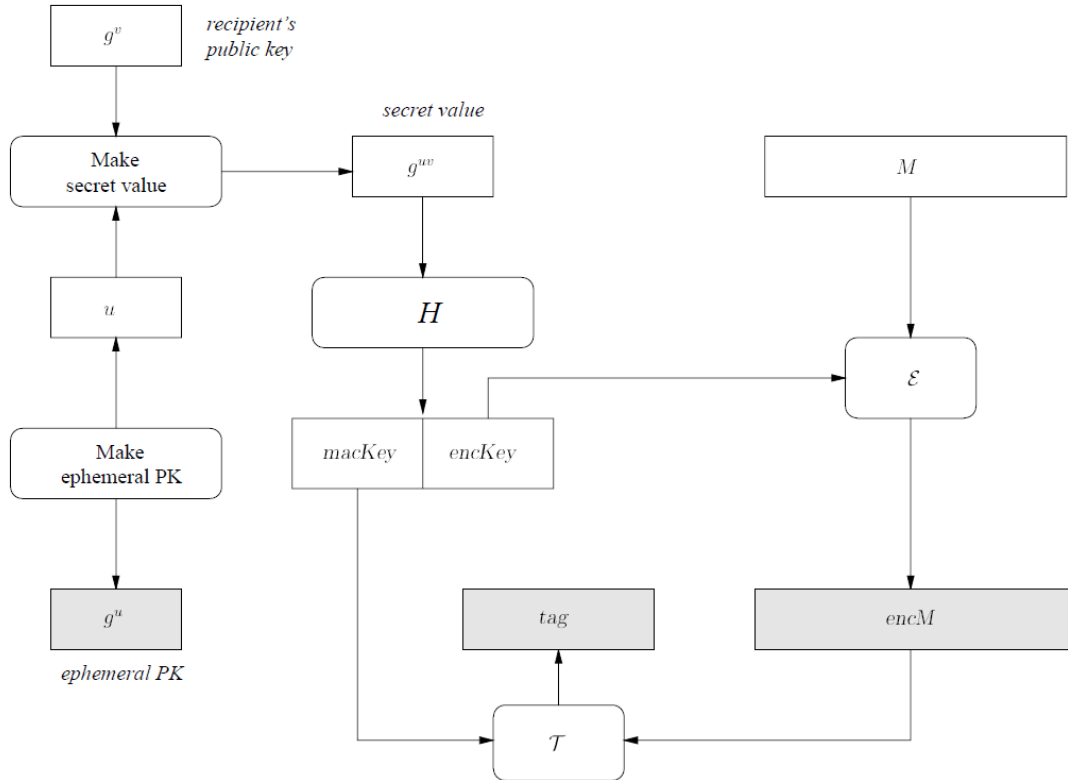 g^v
recipient's
public key
secret value
Make
secret value
g^{uv}
M
u
H
ℰ
Make
ephemeral PK
macKey
encKey
g^u
tag
encM
ephemeral PK
𝒯